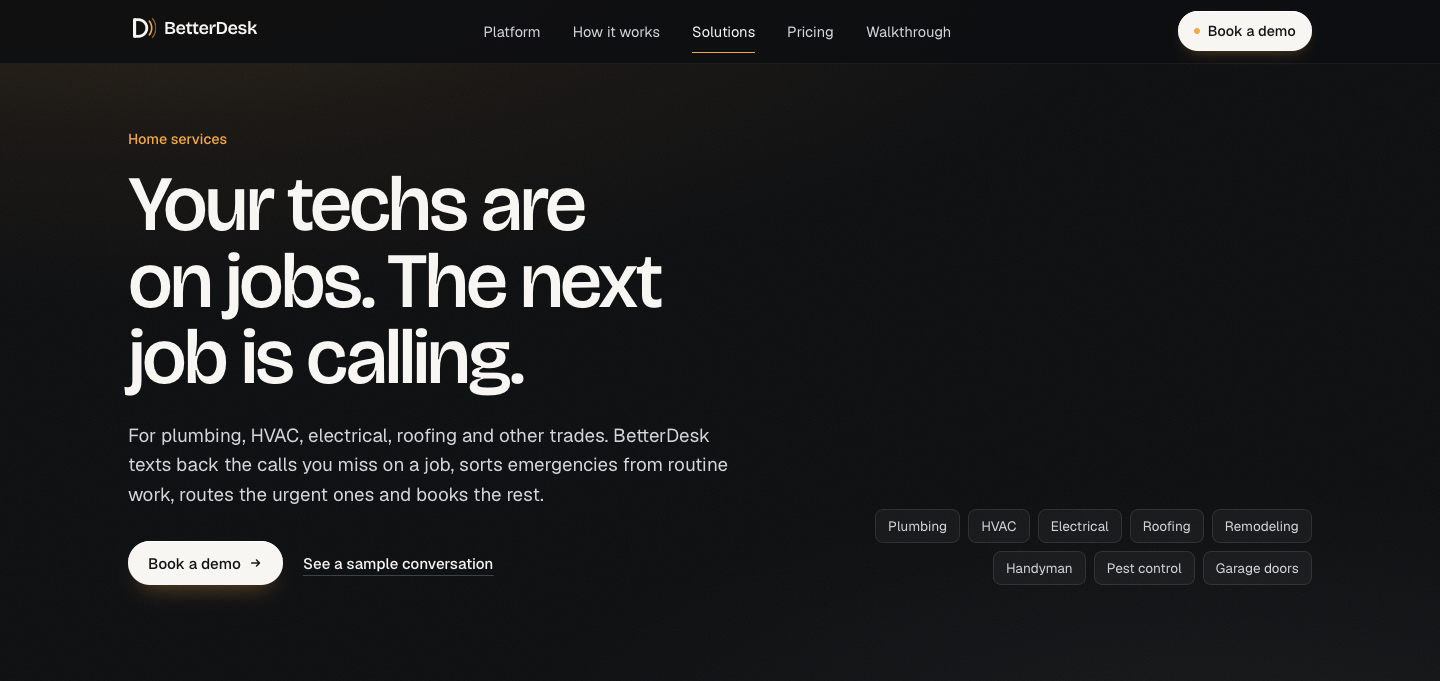 BetterDesk
Platform
How it works
Solutions
Pricing
Walkthrough
Book a demo
Home services
Your techs are
on jobs. The next
job is calling.
For plumbing, HVAC, electrical, roofing and other trades. BetterDesk
texts back the calls you miss on a job, sorts emergencies from routine
work, routes the urgent ones and books the rest.
Book a demo →
See a sample conversation
Plumbing
HVAC
Electrical
Roofing
Remodeling
Handyman
Pest control
Garage doors